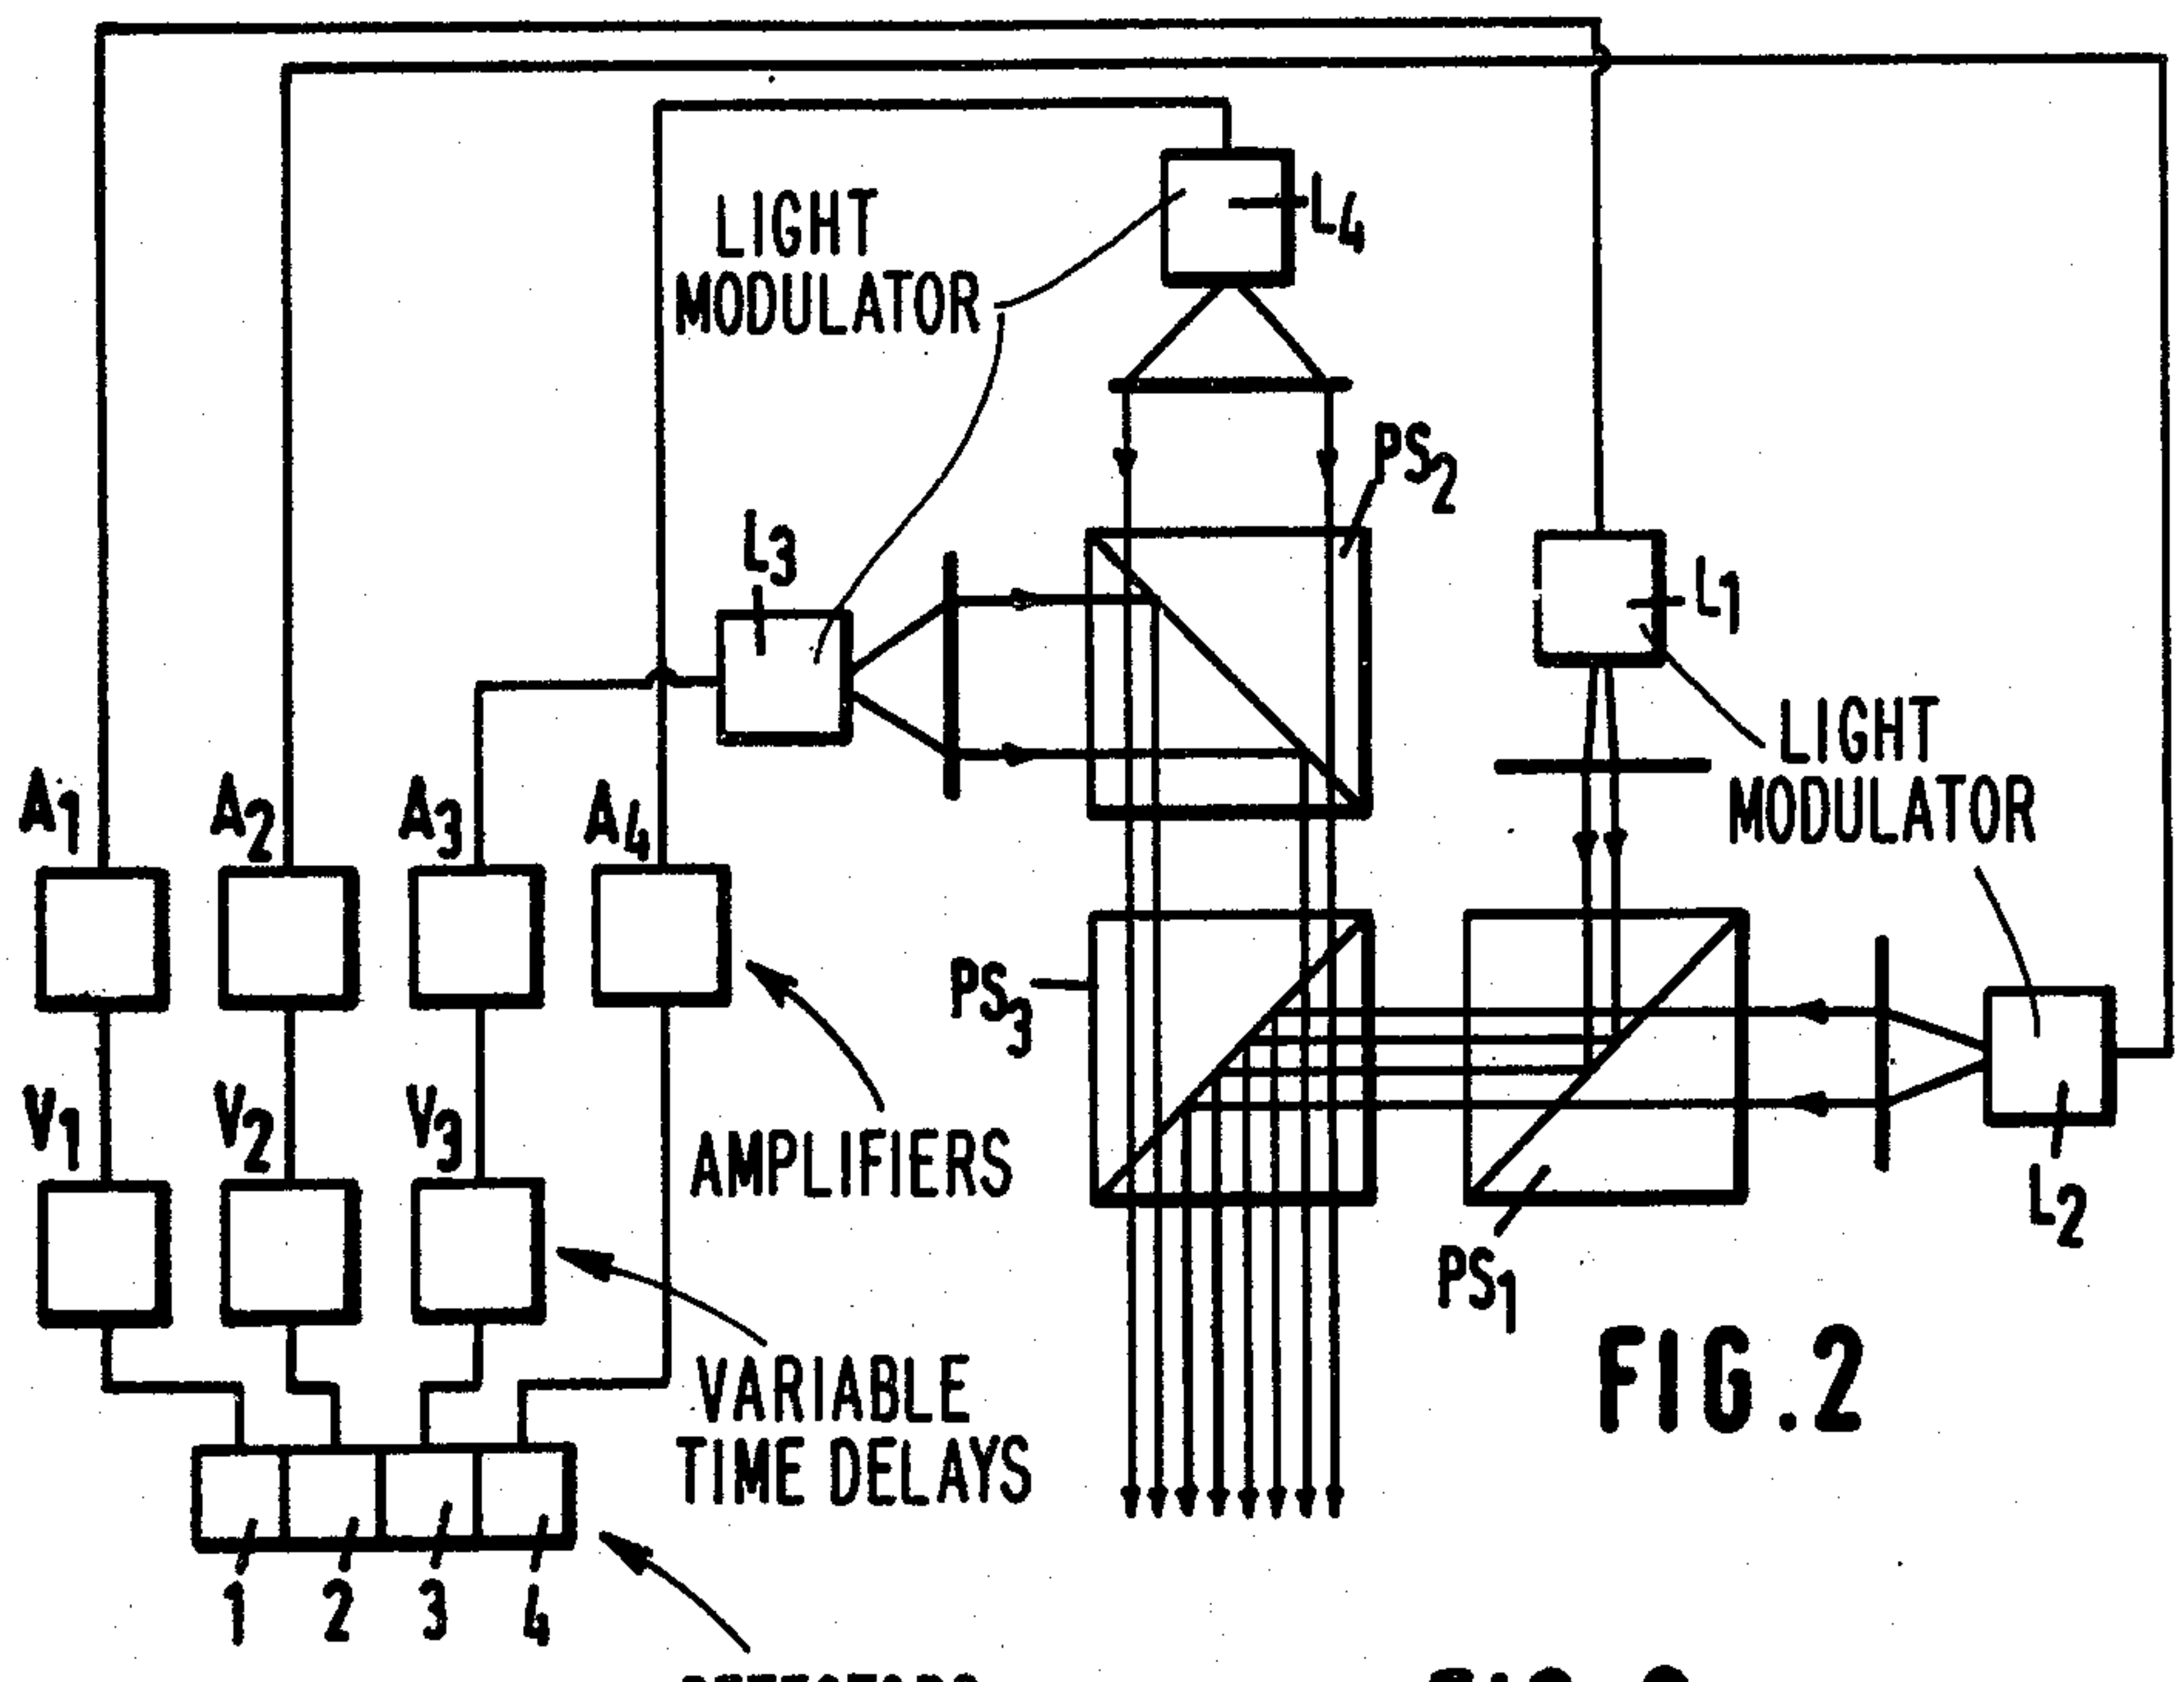 LIGHT
MODULATOR
L4
PS2
L3
L1
LIGHT
MODULATOR
A1 A2 A3 A4
PS3
V1 V2 V3
AMPLIFIERS
L2
PS1
FIG.2
VARIABLE
TIME DELAYS
1 2 3 4